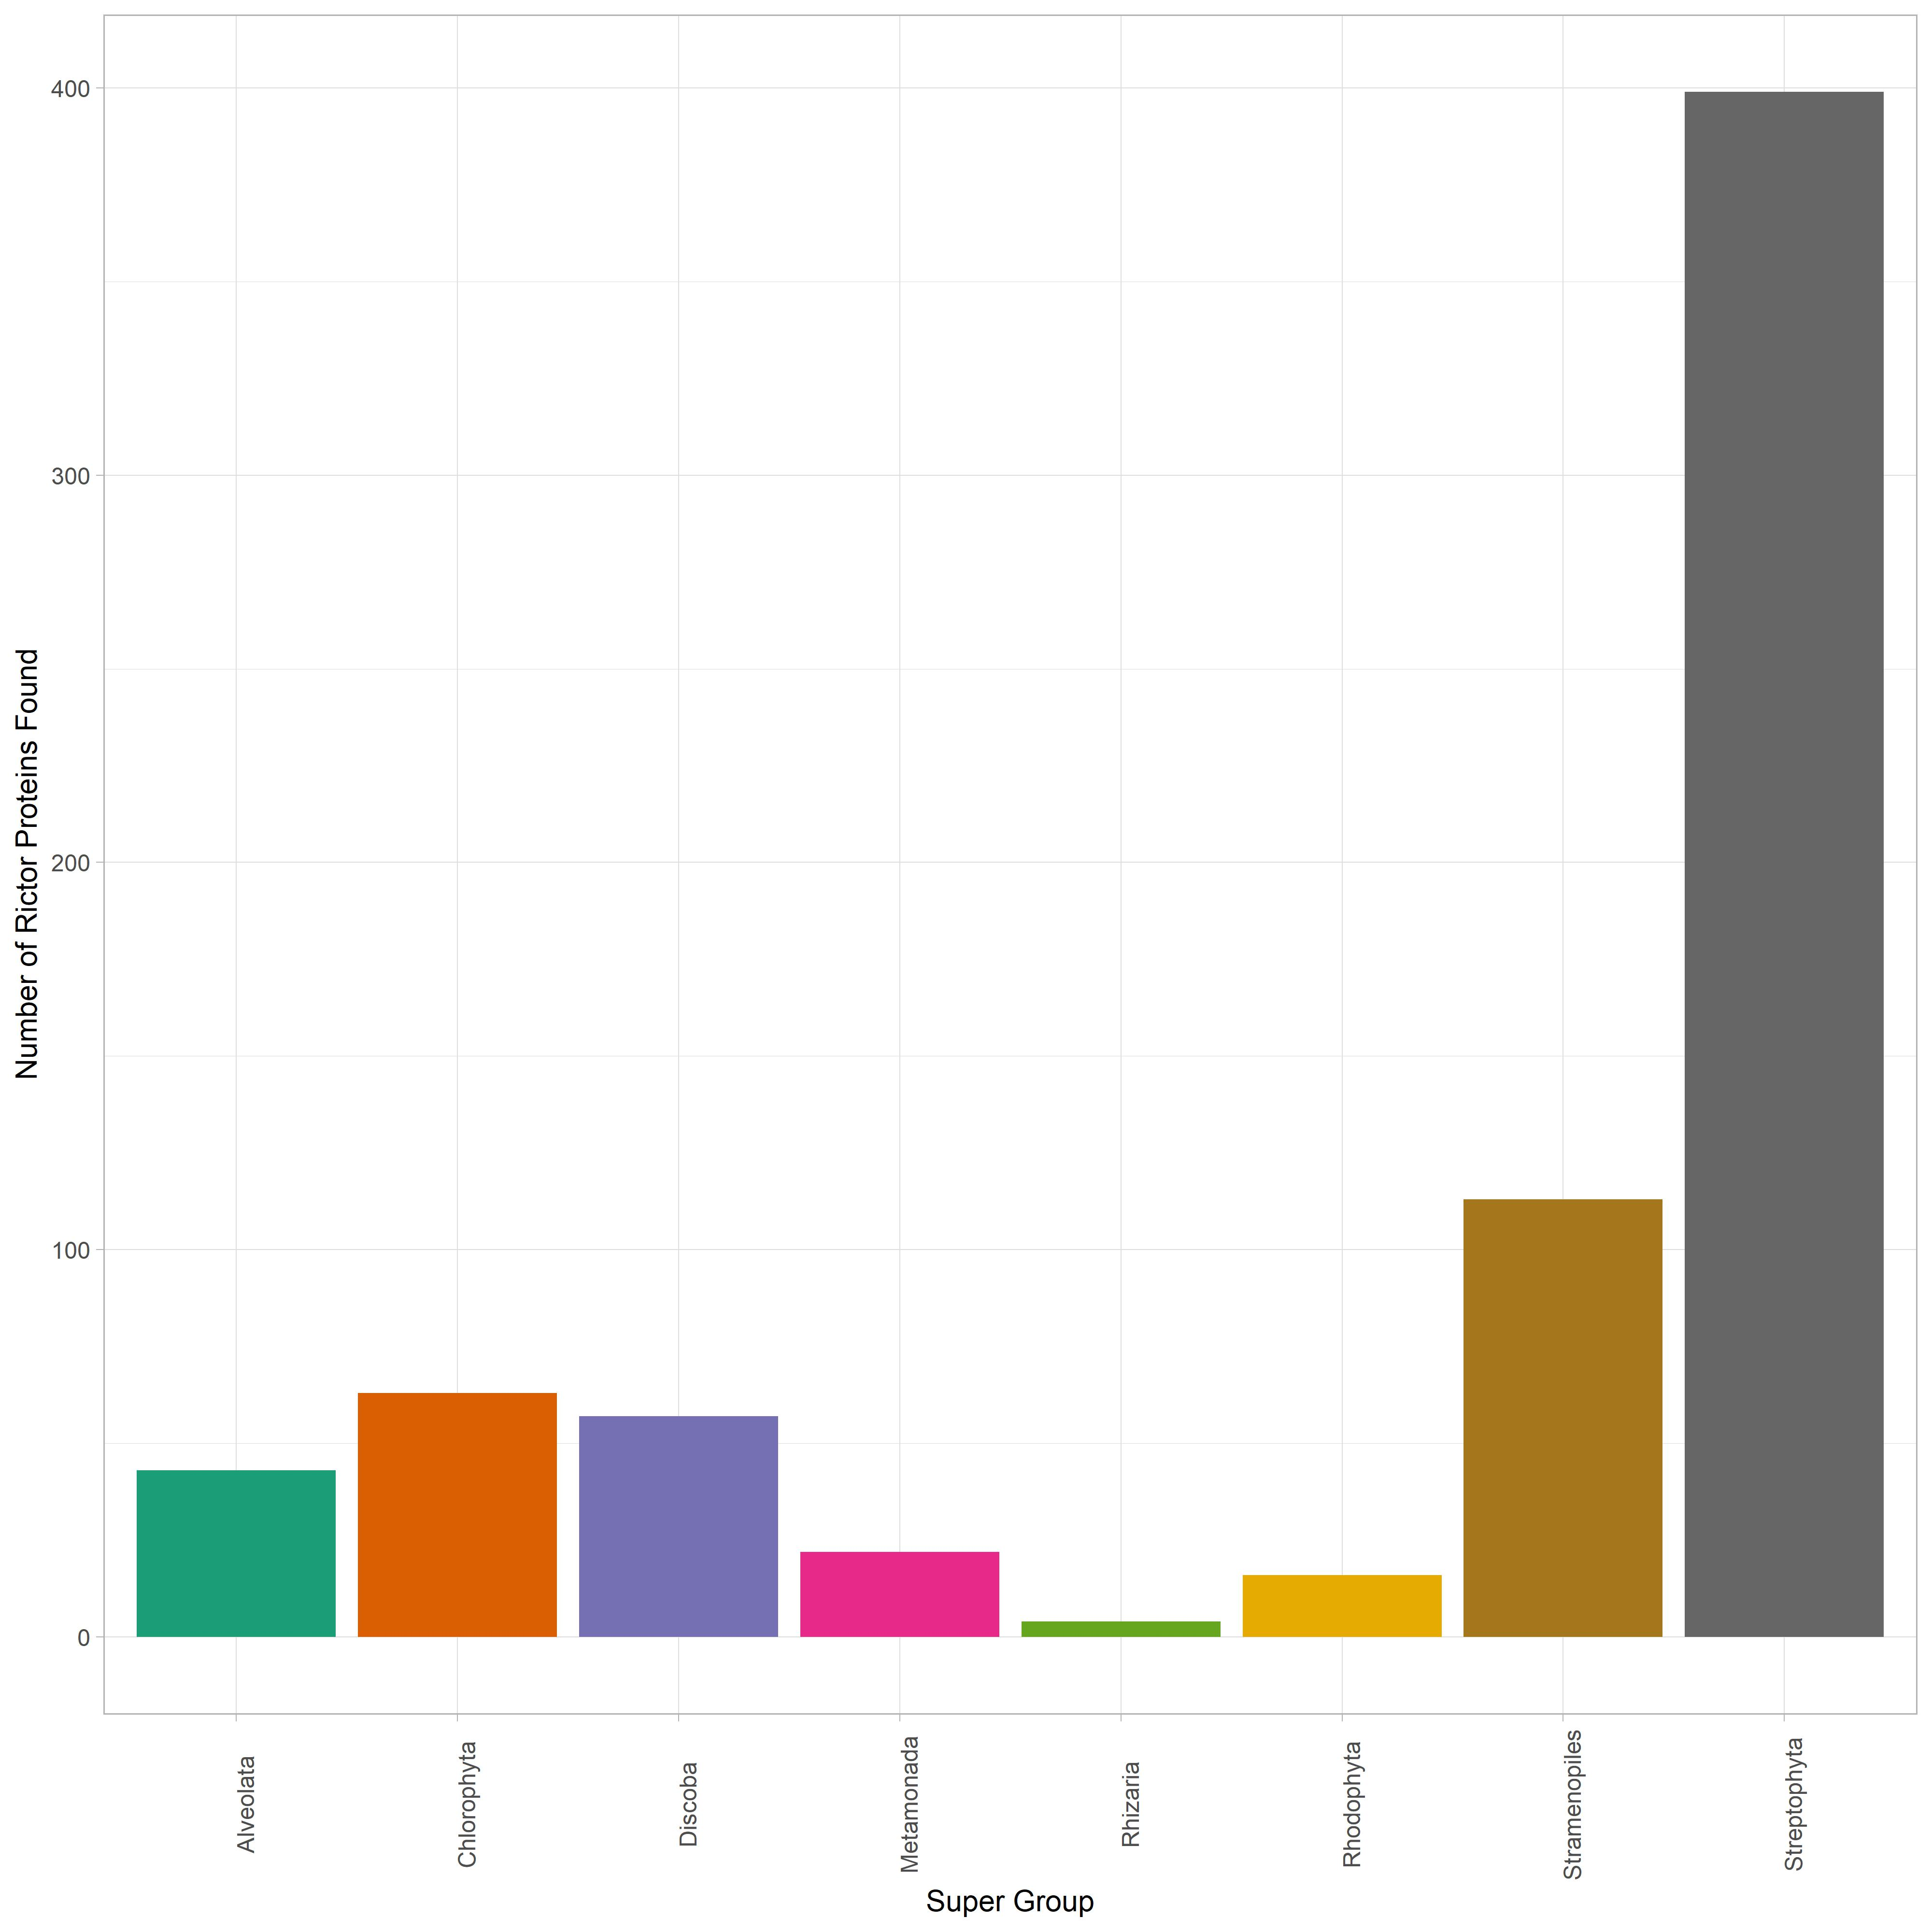 Number of Rictor Proteins Found
400
300
200
100
0
Alveolata
Chlorophyta
Discoba
Metamonada
Rhizaria
Rhodophyta
Stramenopiles
Streptophyta
Super Group